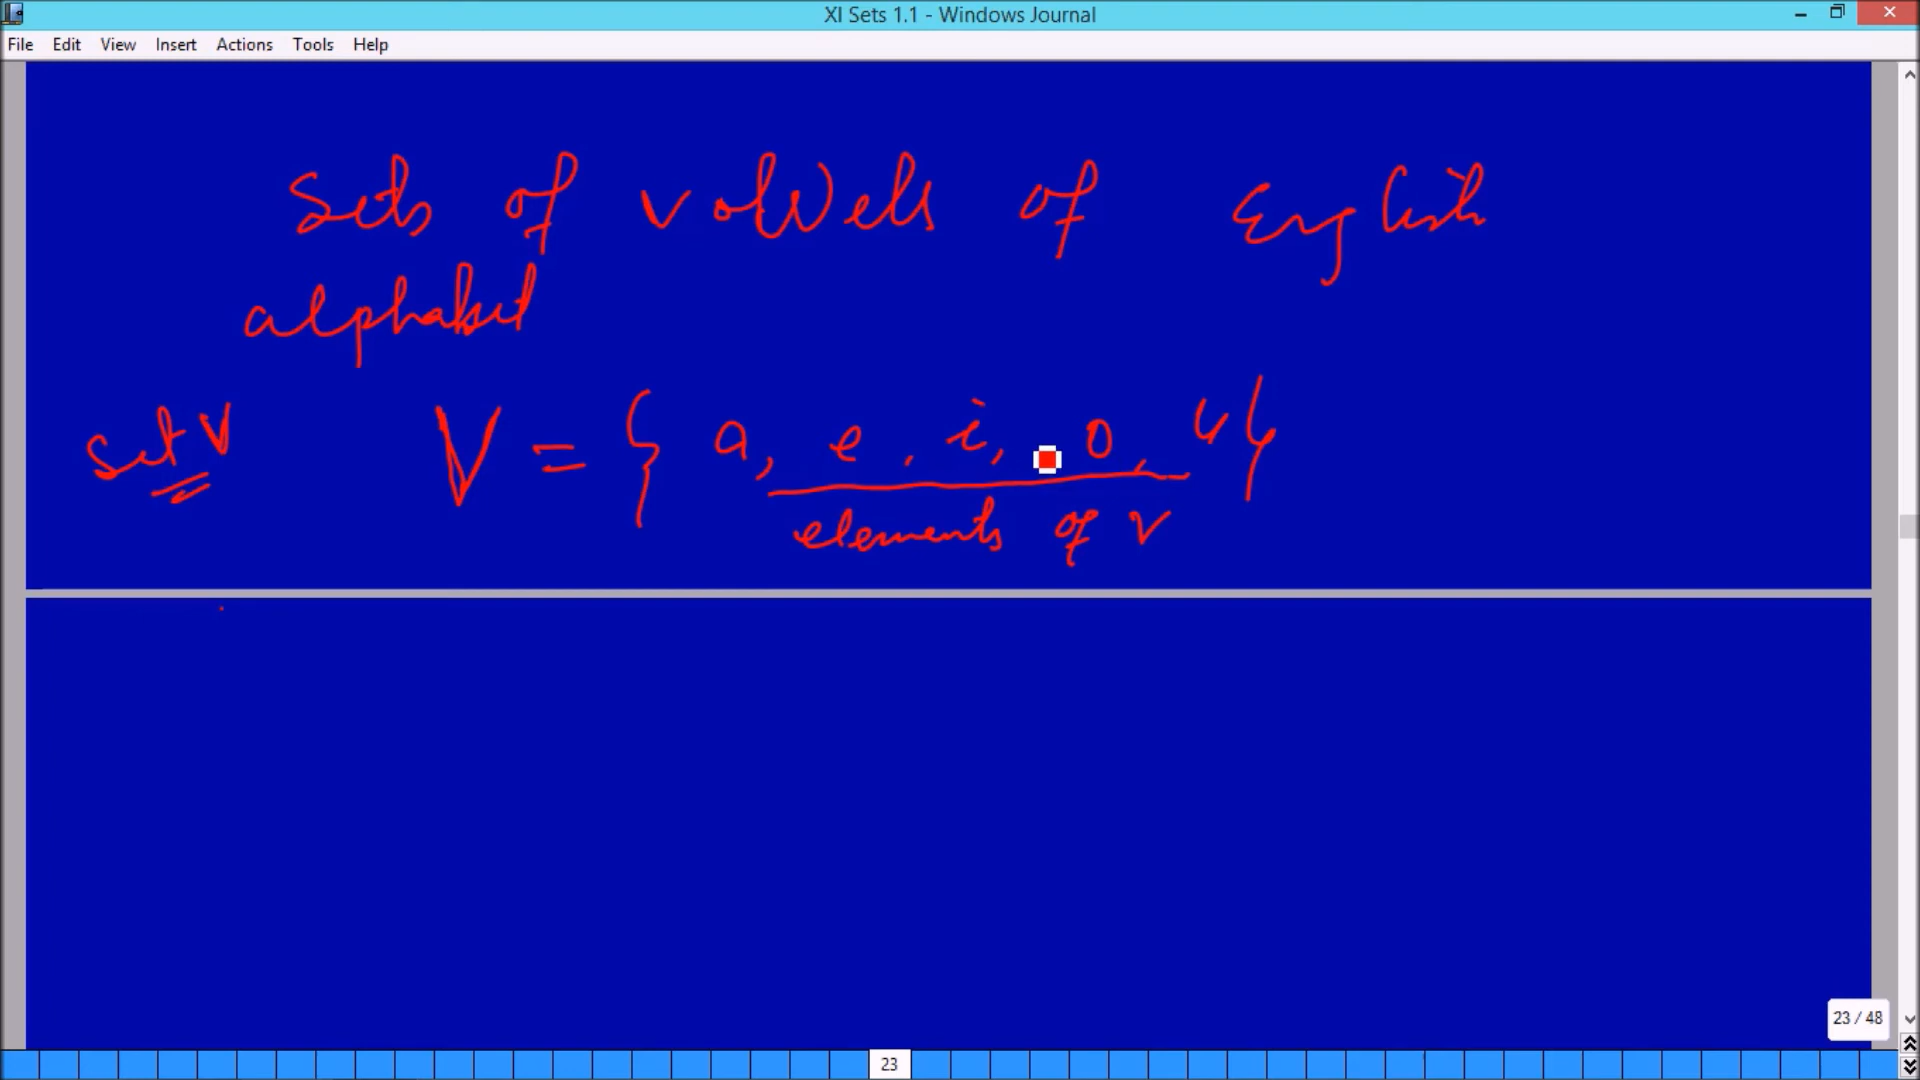 XI Sets 1.1 - Windows Journal
File Edit View Insert Actions Tools Help
Sets of vowels of English
alphabet
Set V V = { a, e, i, o, u }
elements of V
23 / 48
23